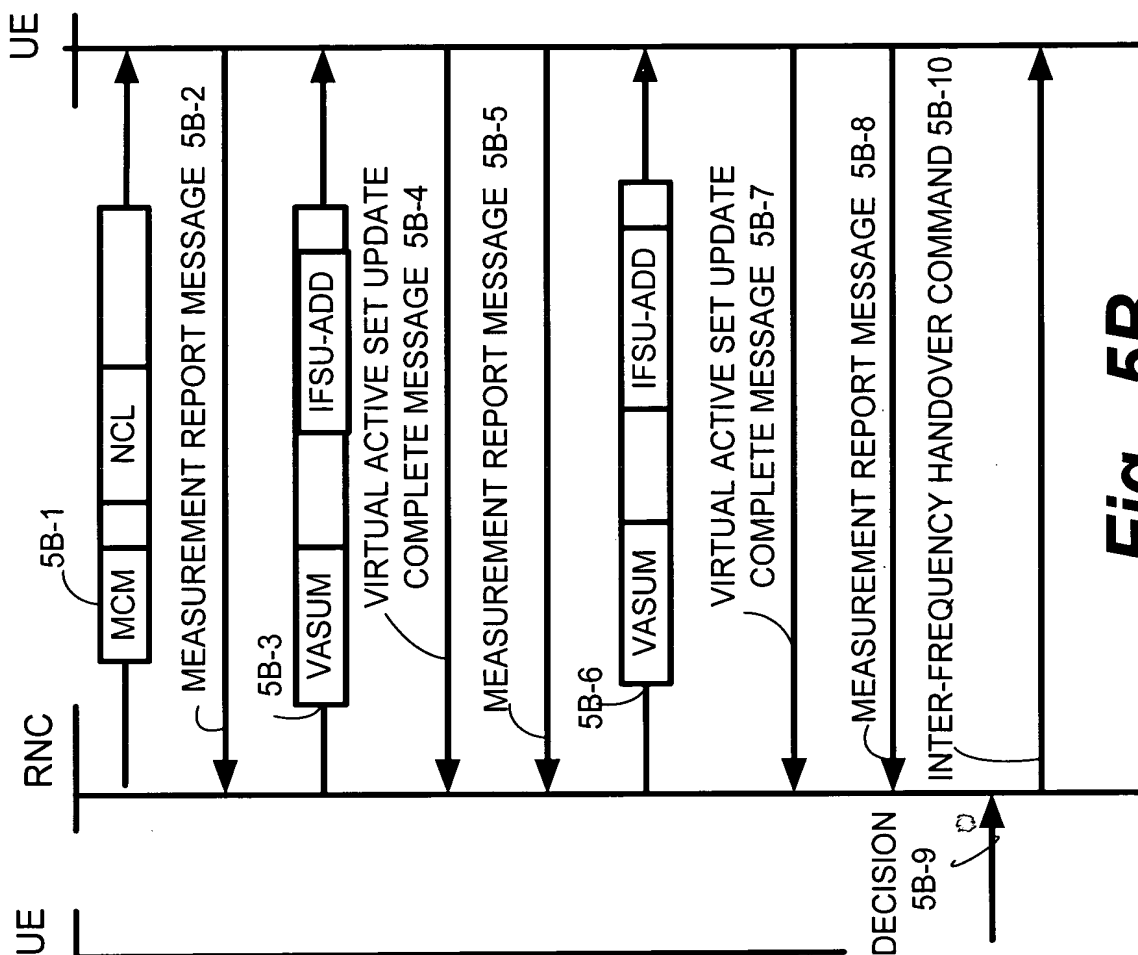 UE
RNC
UE
5B-1
MCM
NCL
MEASUREMENT REPORT MESSAGE 5B-2
5B-3
VASUM
IFSU-ADD
VIRTUAL ACTIVE SET UPDATE
COMPLETE MESSAGE 5B-4
MEASUREMENT REPORT MESSAGE 5B-5
5B-6
VASUM
IFSU-ADD
VIRTUAL ACTIVE SET UPDATE
COMPLETE MESSAGE 5B-7
MEASUREMENT REPORT MESSAGE 5B-8
DECISION
5B-9
INTER-FREQUENCY HANDOVER COMMAND 5B-10
Fig. 5B